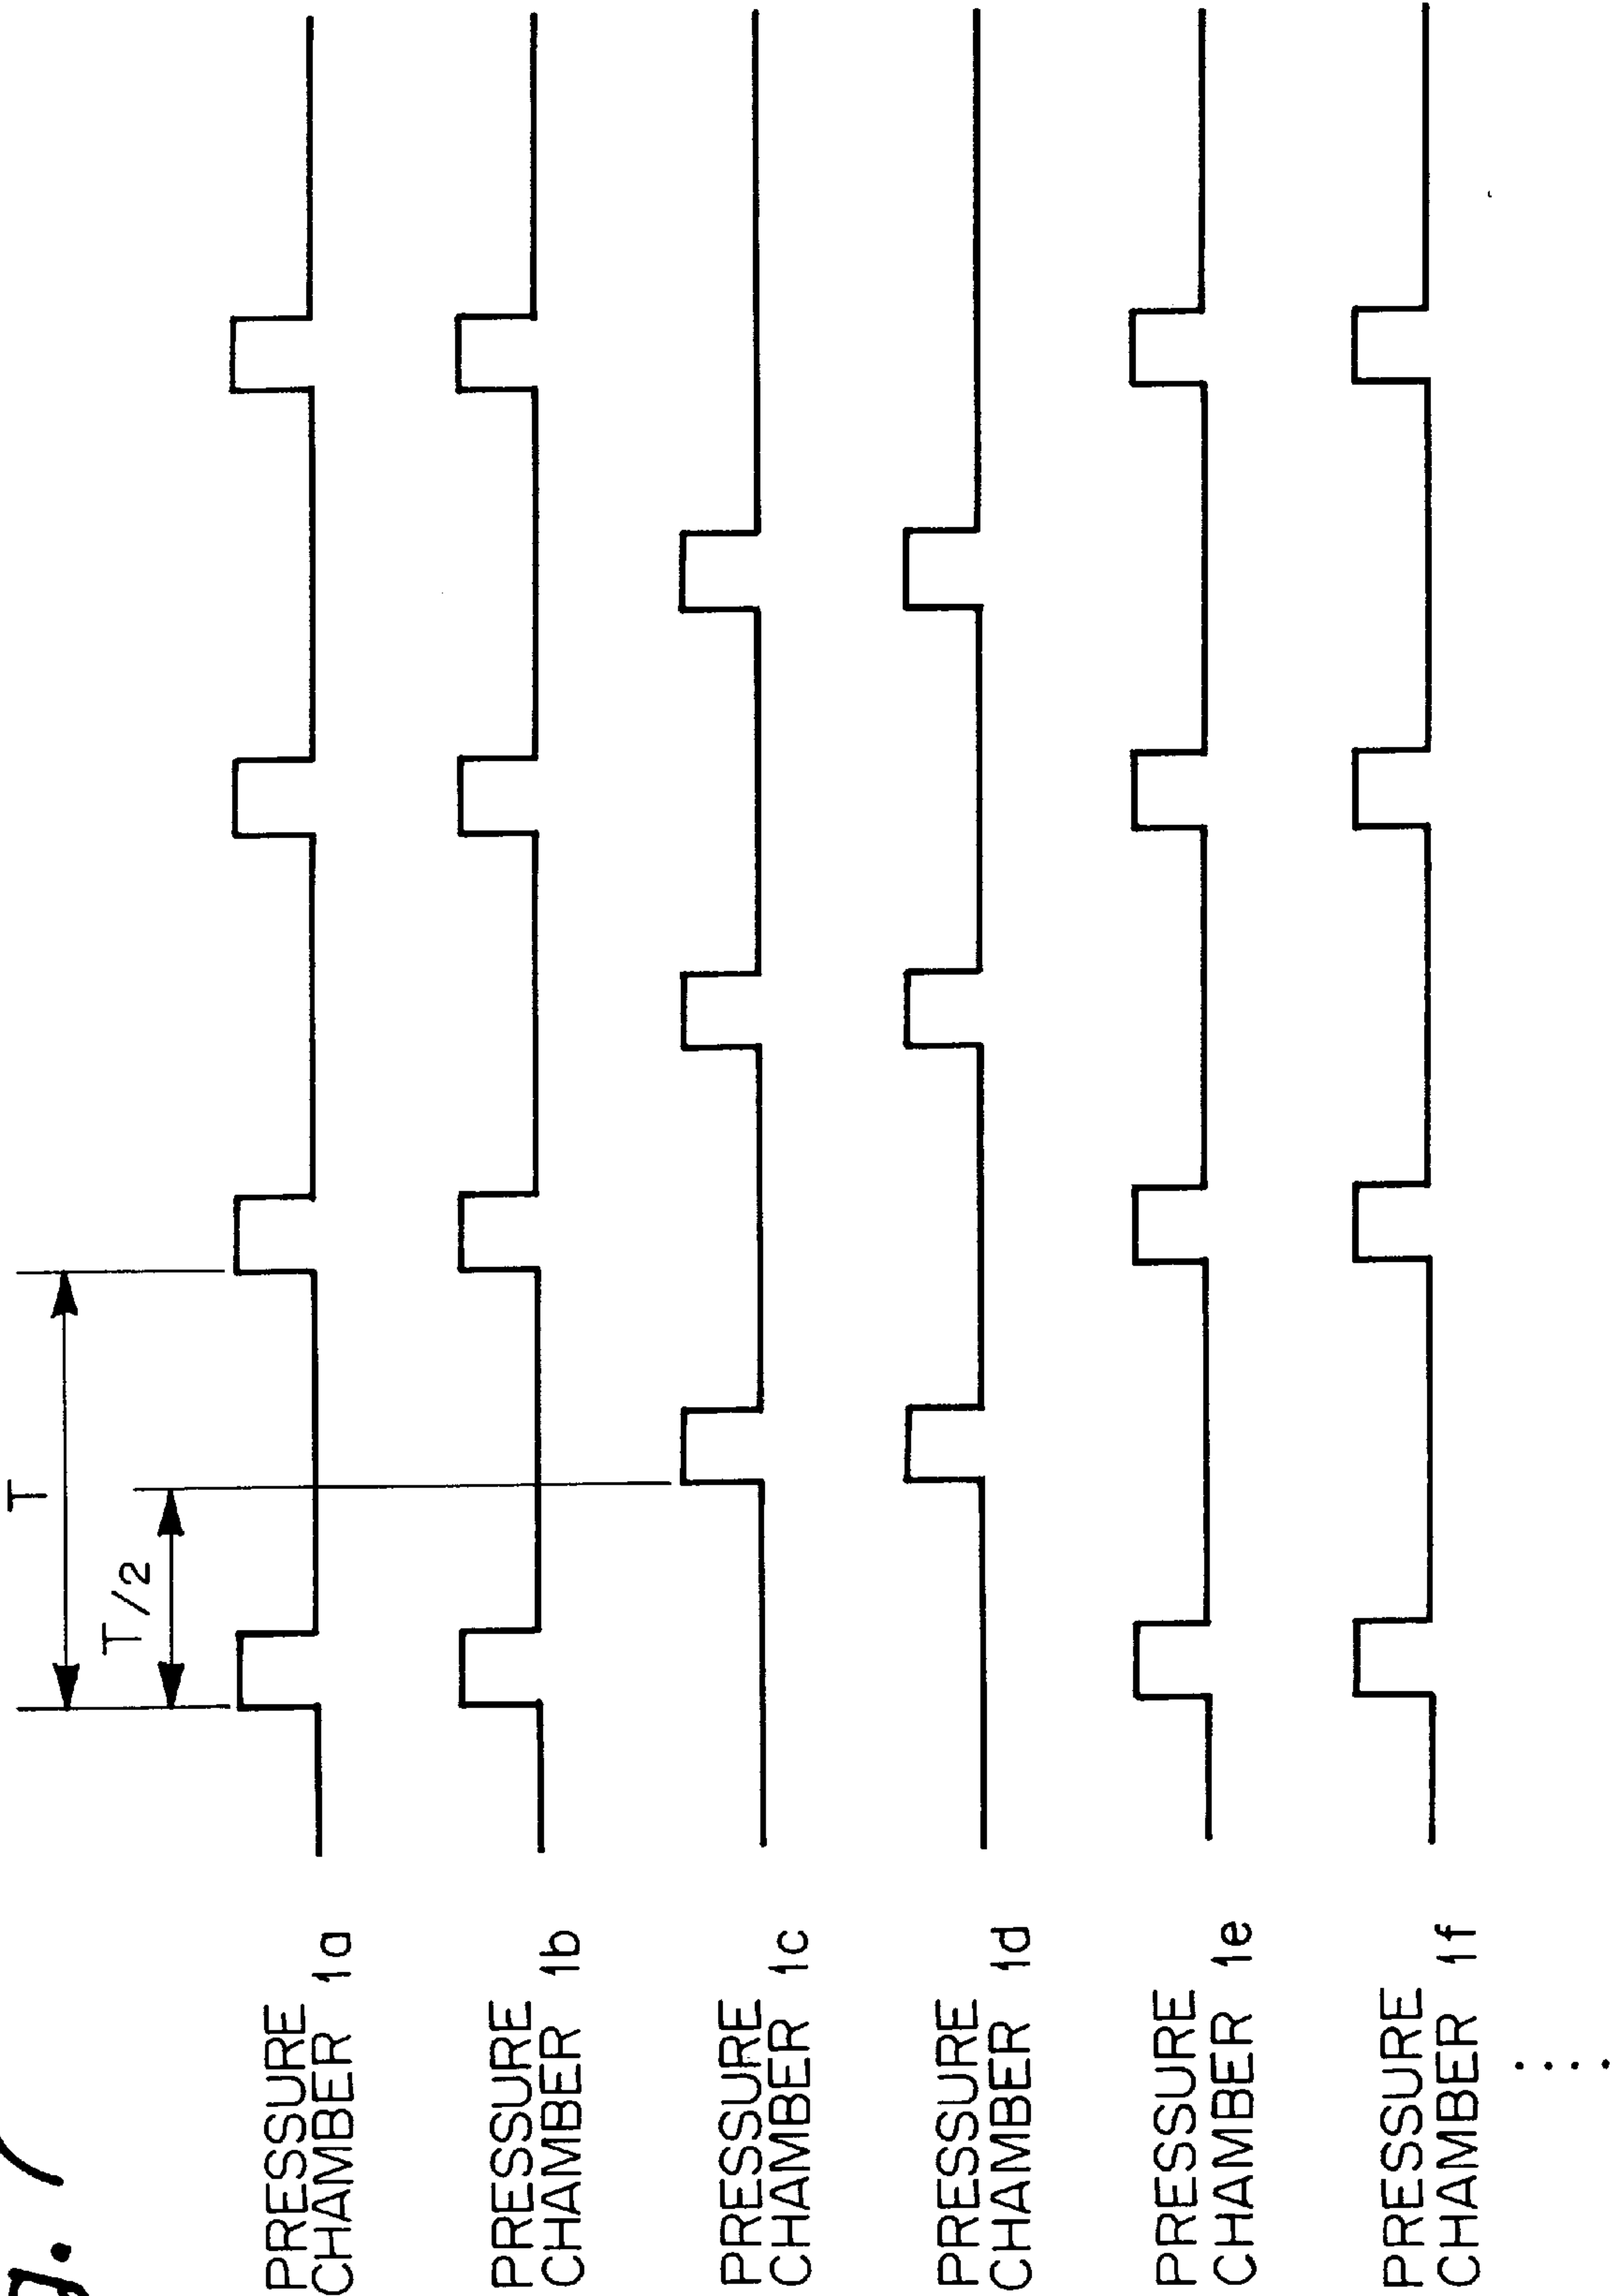 g. 7
T
T/2
PRESSURE
CHAMBER 1a
PRESSURE
CHAMBER 1b
PRESSURE
CHAMBER 1c
PRESSURE
CHAMBER 1d
PRESSURE
CHAMBER 1e
PRESSURE
CHAMBER 1f